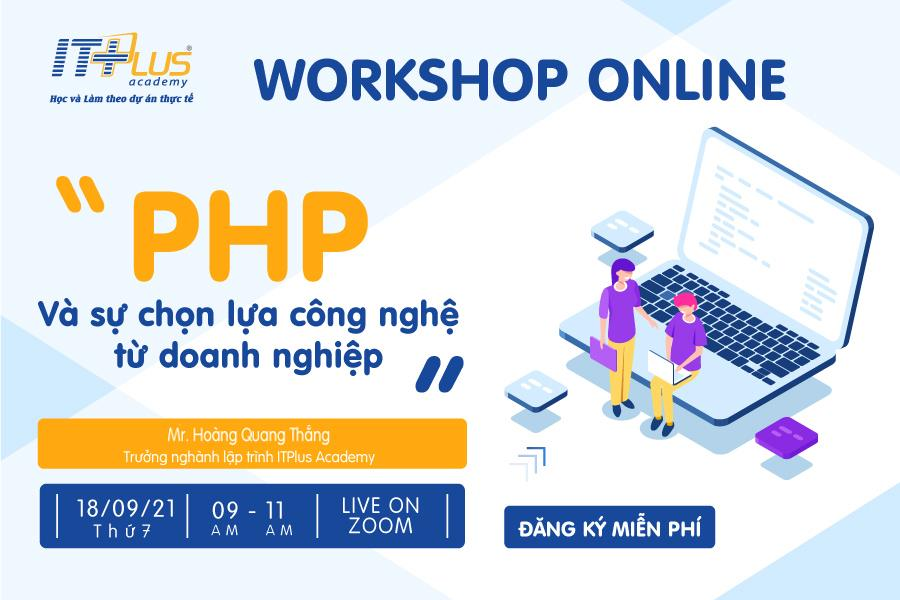 ITPLUS®
academy
Học và Làm theo dự án thực tế
WORKSHOP ONLINE
PHP
Và sự chọn lựa công nghệ
từ doanh nghiệp
Mr. Hoàng Quang Thắng
Trưởng nghành lập trình ITPlus Academy
18/09/21
Thứ 7
09 - 11
AM AM
LIVE ON
ZOOM
ĐĂNG KÝ MIỄN PHÍ